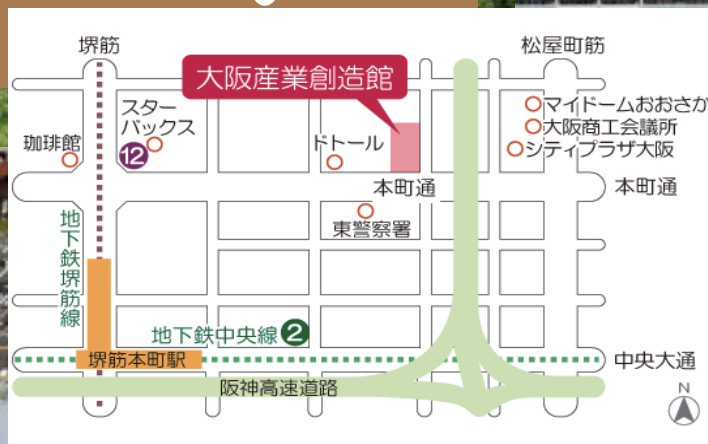 堺筋
松屋町筋
大阪産業創造館
スター
バックス
マイドームおおさか
大阪商工会議所
シティプラザ大阪
珈琲館
12
ドトール
本町通
本町通
東警察署
地下鉄堺筋線
地下鉄中央線
2
堺筋本町駅
中央大通
阪神高速道路
N